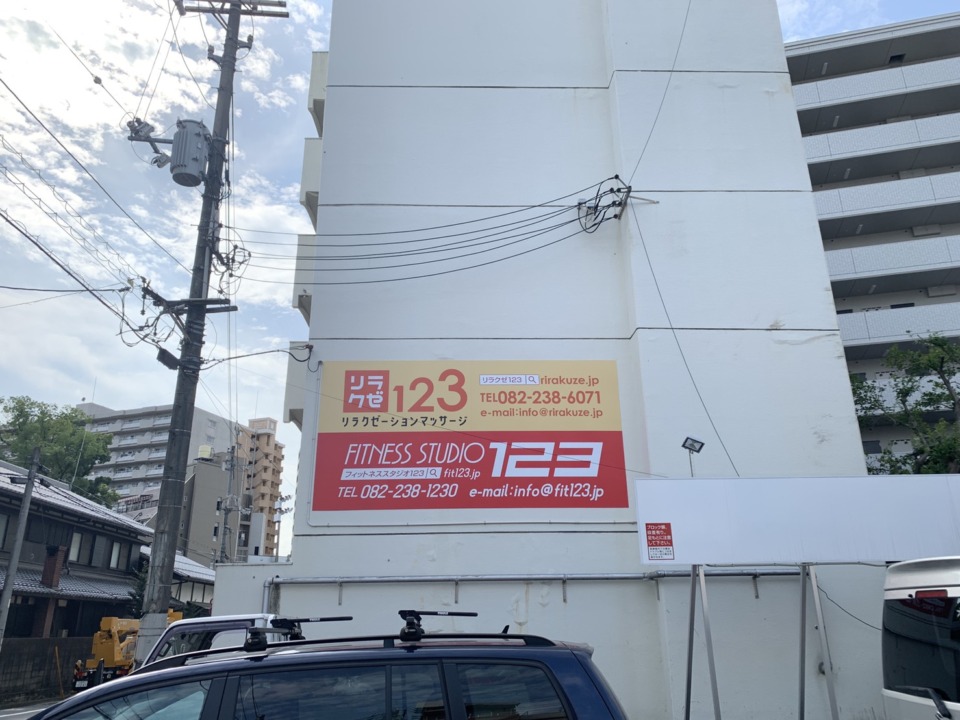 リラクゼ 123
リラクゼーションマッサージ
リラクゼ123 rirakuze.jp
TEL082-238-6071
e-mail:info@rirakuze.jp
FITNESS STUDIO 123
フィットネススタジオ123 fit123.jp
TEL 082-238-1230 e-mail:info@fit123.jp